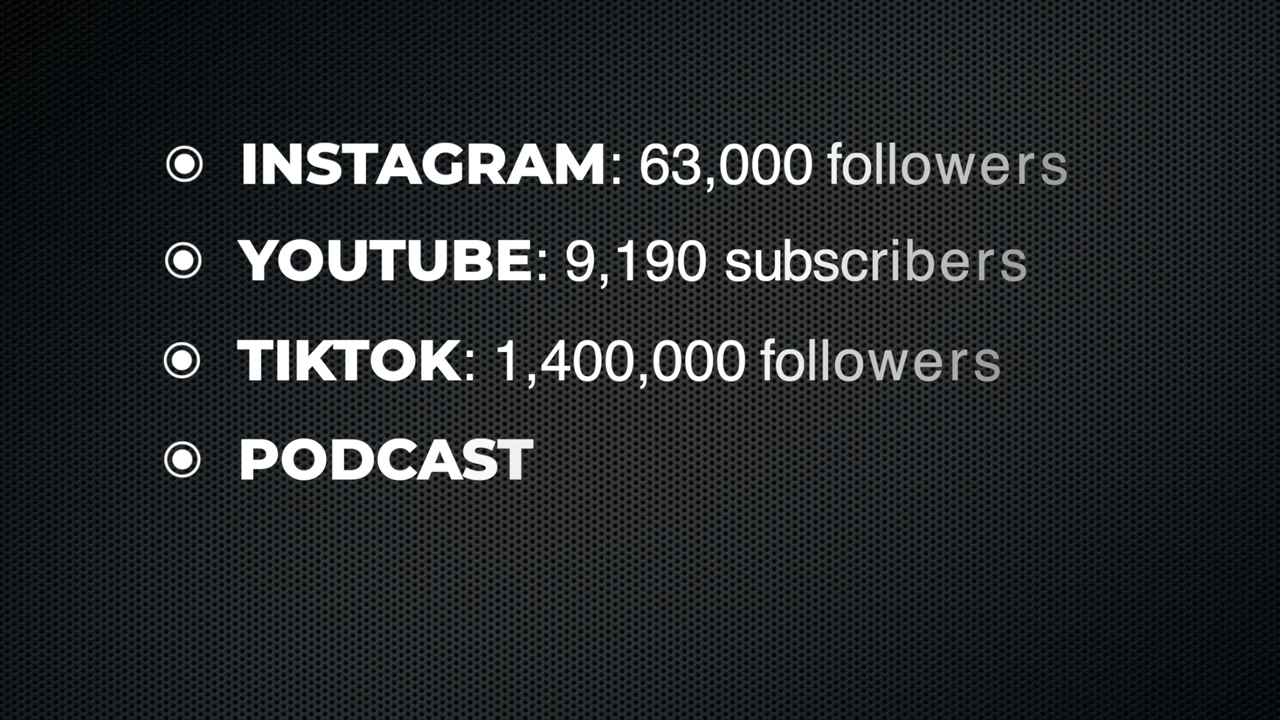 INSTAGRAM: 63,000 followers
YOUTUBE: 9,190 subscribers
TIKTOK: 1,400,000 followers
PODCAST